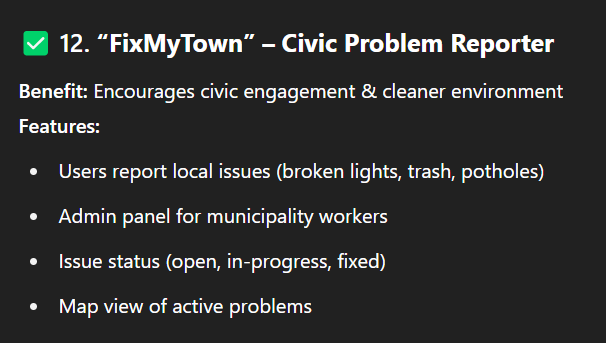 ✅ 12. “FixMyTown” – Civic Problem Reporter
Benefit: Encourages civic engagement & cleaner environment
Features:
• Users report local issues (broken lights, trash, potholes)
• Admin panel for municipality workers
• Issue status (open, in-progress, fixed)
• Map view of active problems